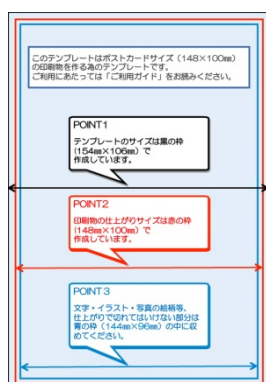 このテンプレートはポストカードサイズ（148×100㎜）
の印刷物を作る為のテンプレートです。
ご利用にあたっては「ご利用ガイド」をお読みください。
POINT1
テンプレートのサイズは黒の枠
(154㎜×106㎜) で
作成しています。
POINT2
印刷物の仕上がりサイズは赤の枠
(148㎜×100㎜) で
作成しています。
POINT３
文字・イラスト・写真の絵柄等、
仕上がりで切れてはいけない部分は
青の枠 (144㎜×96㎜) の中に収
めてください。